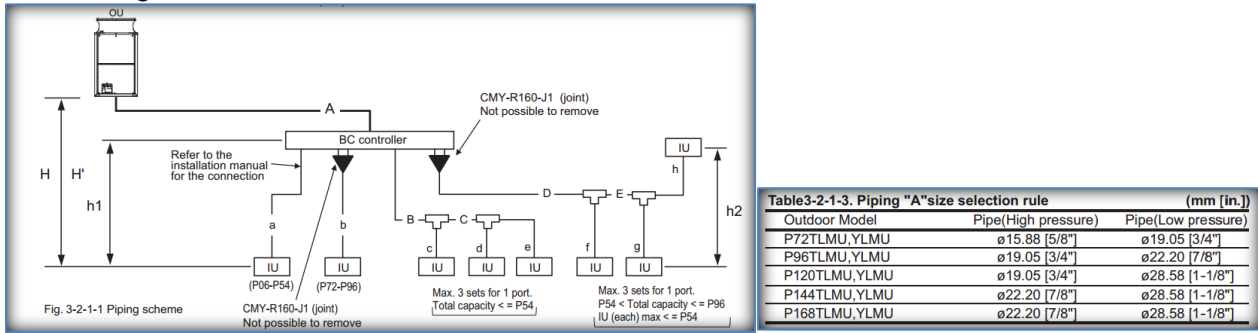 OU
A
CMY-R160-J1 (joint)
Not possible to remove
BC controller
Refer to the
installation manual
for the connection
H
H'
h1
IU
h
h2
D
E
a
b
B
C
c
d
e
f
g
IU
IU
IU
IU
IU
IU
IU
(P06-P54)
(P72-P96)
Max. 3 sets for 1 port.
Total capacity < = P54
Max. 3 sets for 1 port.
P54 < Total capacity < = P96
IU (each) max < = P54
Fig. 3-2-1-1 Piping scheme
CMY-R160-J1 (joint)
Not possible to remove
Table3-2-1-3. Piping "A"size selection rule (mm [in.])
Outdoor Model Pipe(High pressure) Pipe(Low pressure)
P72TLMU,YLMU ø15.88 [5/8"] ø19.05 [3/4"]
P96TLMU,YLMU ø19.05 [3/4"] ø22.20 [7/8"]
P120TLMU,YLMU ø19.05 [3/4"] ø28.58 [1-1/8"]
P144TLMU,YLMU ø22.20 [7/8"] ø28.58 [1-1/8"]
P168TLMU,YLMU ø22.20 [7/8"] ø28.58 [1-1/8"]